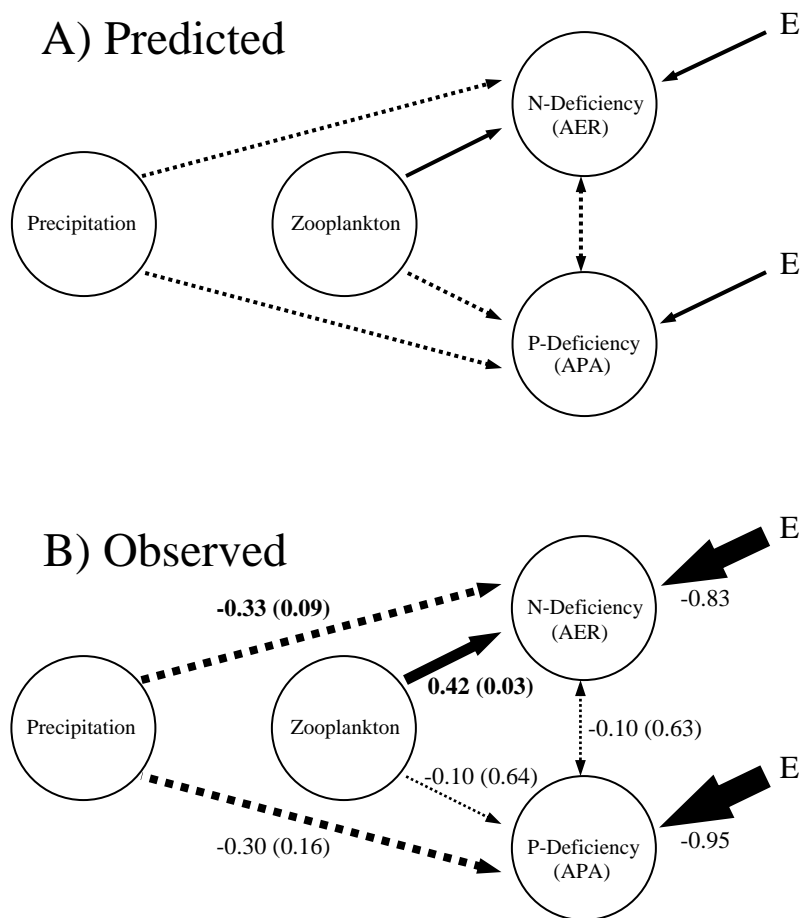 A) Predicted
E
N-Deficiency
(AER)
Precipitation
Zooplankton
E
P-Deficiency
(APA)
B) Observed
E
-0.33 (0.09)
N-Deficiency
(AER)
-0.83
0.42 (0.03)
Precipitation
Zooplankton
-0.10 (0.63)
E
-0.10 (0.64)
-0.30 (0.16)
P-Deficiency
(APA)
-0.95